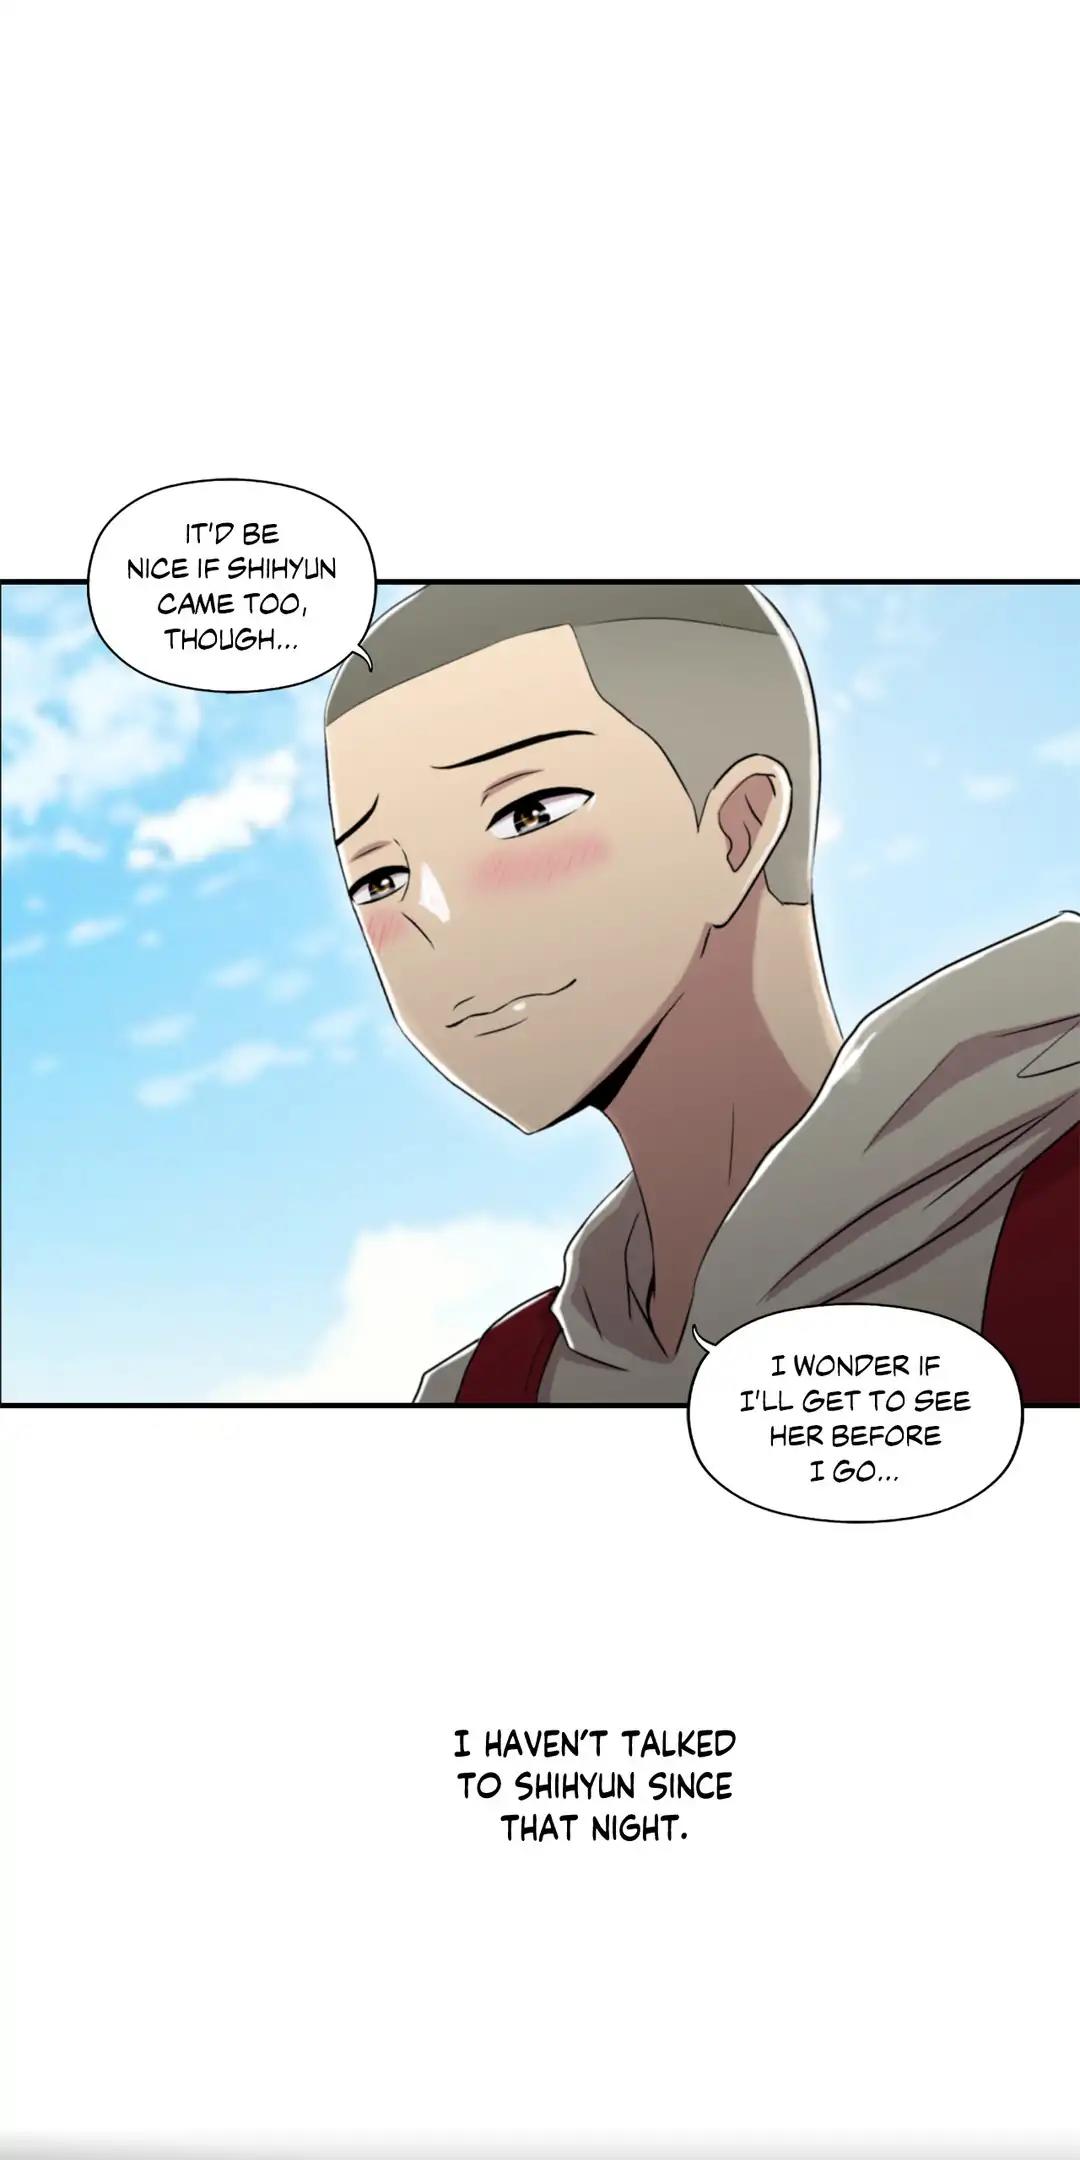 IT'D BE
NICE IF SHIHYUN
CAME TOO,
THOUGH...
I WONDER IF
I'LL GET TO SEE
HER BEFORE
I GO...
I HAVEN'T TALKED
TO SHIHYUN SINCE
THAT NIGHT.